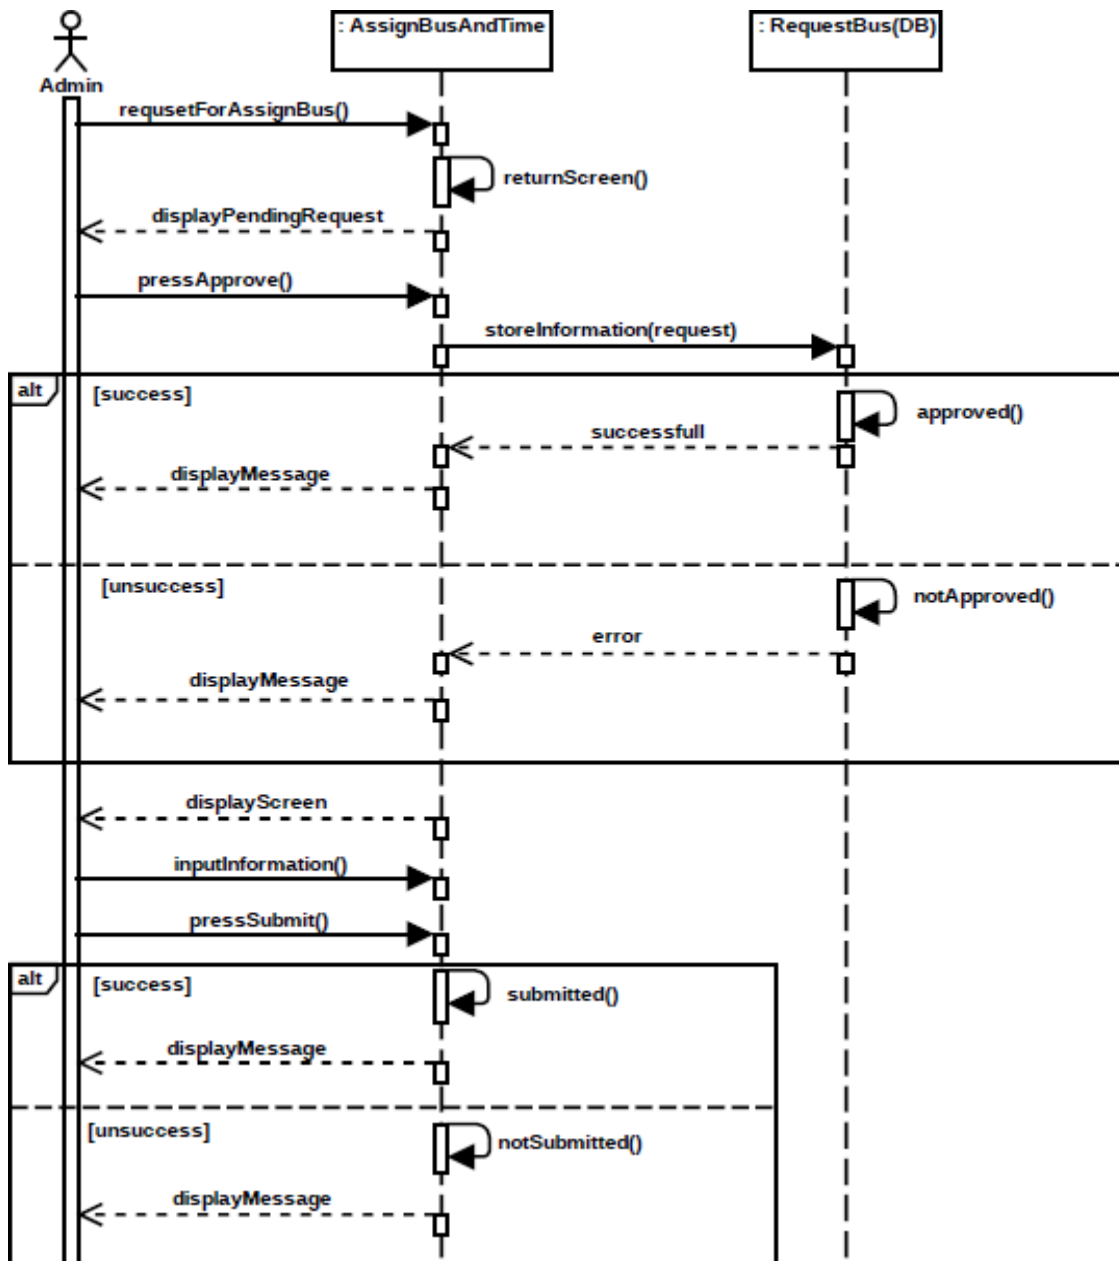 : AssignBusAndTime
: RequestBus(DB)
Admin
requsetForAssignBus()
returnScreen()
displayPendingRequest
pressApprove()
storeInformation(request)
alt
[success]
approved()
successfull
displayMessage
[unsuccess]
notApproved()
error
displayMessage
displayScreen
inputInformation()
pressSubmit()
alt
[success]
submitted()
displayMessage
[unsuccess]
notSubmitted()
displayMessage